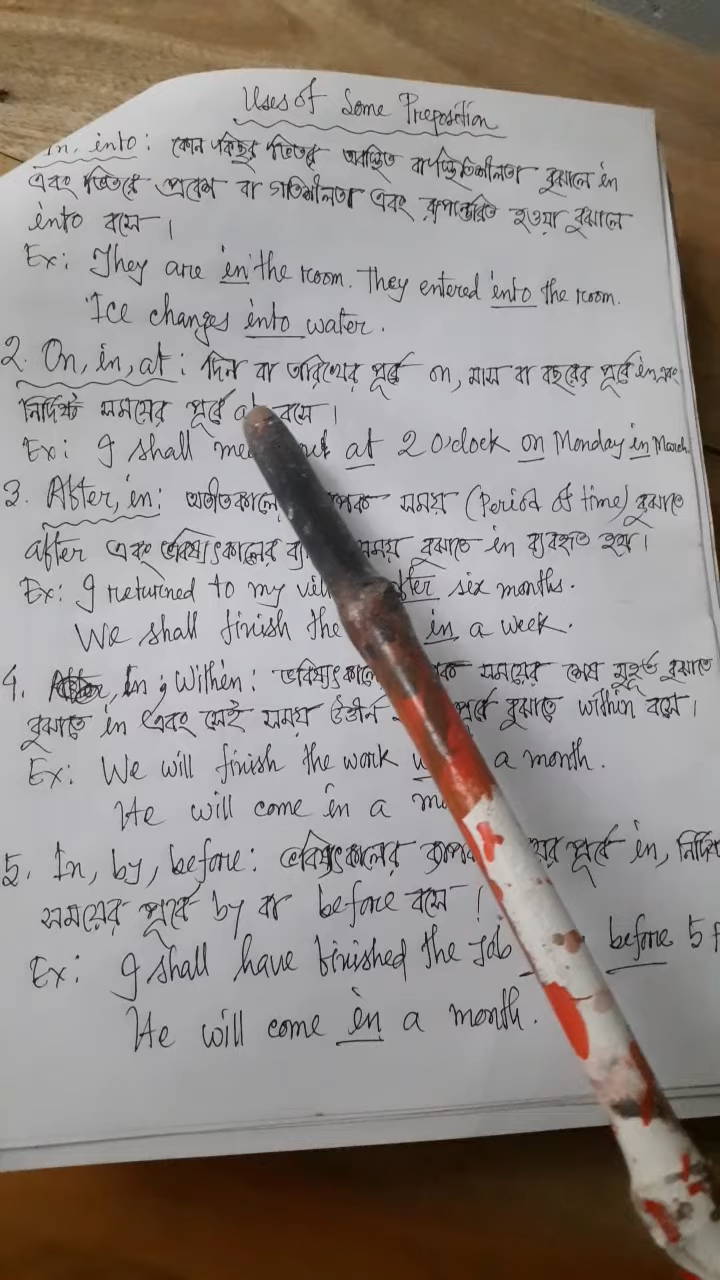 Uses of Some Preposition
in, into: কোন কিছুর ভিতরে অবস্থিত বা স্থিতিশীলতা বুঝালে in
এবং ভিতরে প্রবেশ বা গতিশীলতা এবং রূপান্তরিত হওয়া বুঝালে
into বসে।
Ex: They are in the room. They entered into the room.
Ice changes into water.
2. On, in, at: দিন বা তারিখের পূর্বে on, মাস বা বছরের পূর্বে in এবং
নির্দিষ্ট সময়ের পূর্বে at বসে।
Ex: I shall at 2 O'clock on Monday in March
3. After, in: অতীতকালের সময় (Period of time) বুঝাতে
after এবং ভবিষ্যৎকালের সময় বুঝাতে in ব্যবহৃত হয়।
Ex: I returned to my after six months.
We shall finish the in a week.
4. In, Within: ভবিষ্যৎকালের সময়ের শেষ মুহূর্ত বুঝাতে
বুঝাতে in এবং সেই সময় উত্তীর্ন পূর্বে বুঝাতে within বসে।
Ex: We will finish the work a month.
He will come in a
5. In, by, before: ভবিষ্যৎকালের পূর্বে in,
সময়ের পূর্বে by বা before বসে।
Ex: I shall have finished the job before 5
He will come in a month.